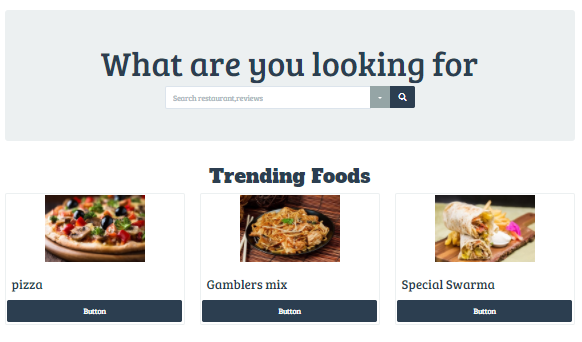 What are you looking for
Search restaurant,reviews
Trending Foods
pizza
Gamblers mix
Special Swarma
Button
Button
Button